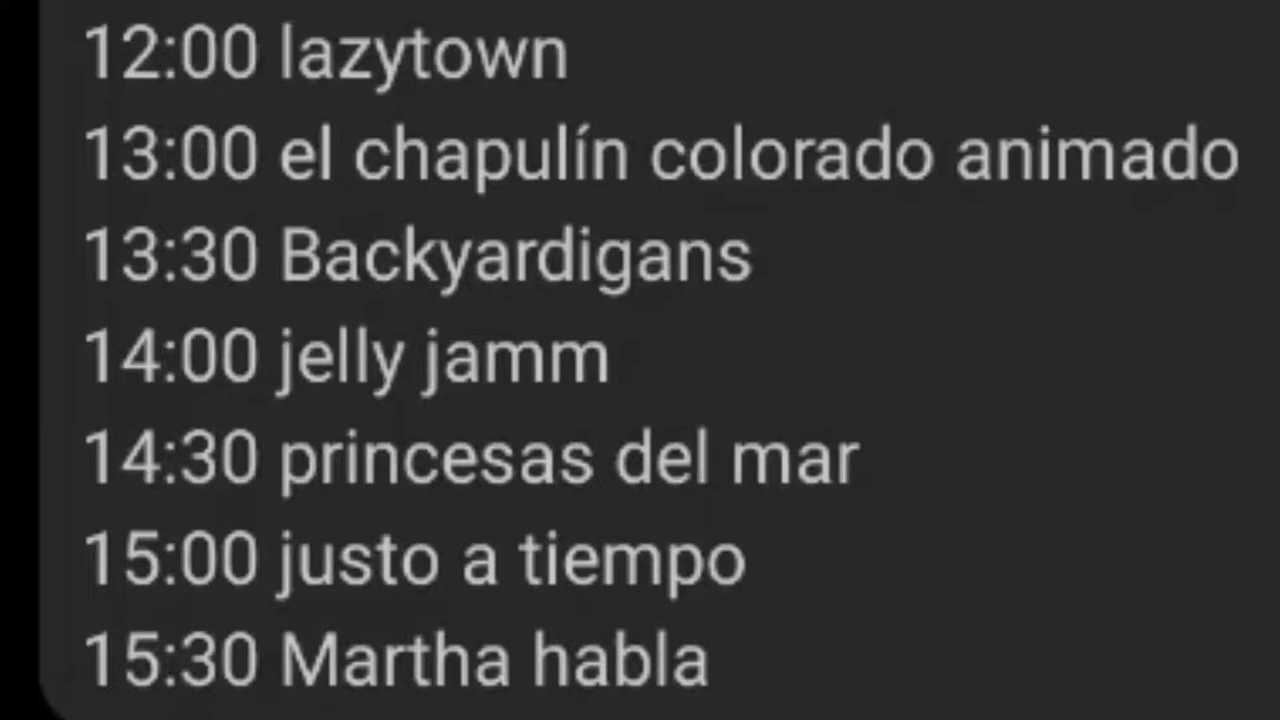 12:00 lazytown
13:00 el chapulín colorado animado
13:30 Backyardigans
14:00 jelly jamm
14:30 princesas del mar
15:00 justo a tiempo
15:30 Martha habla